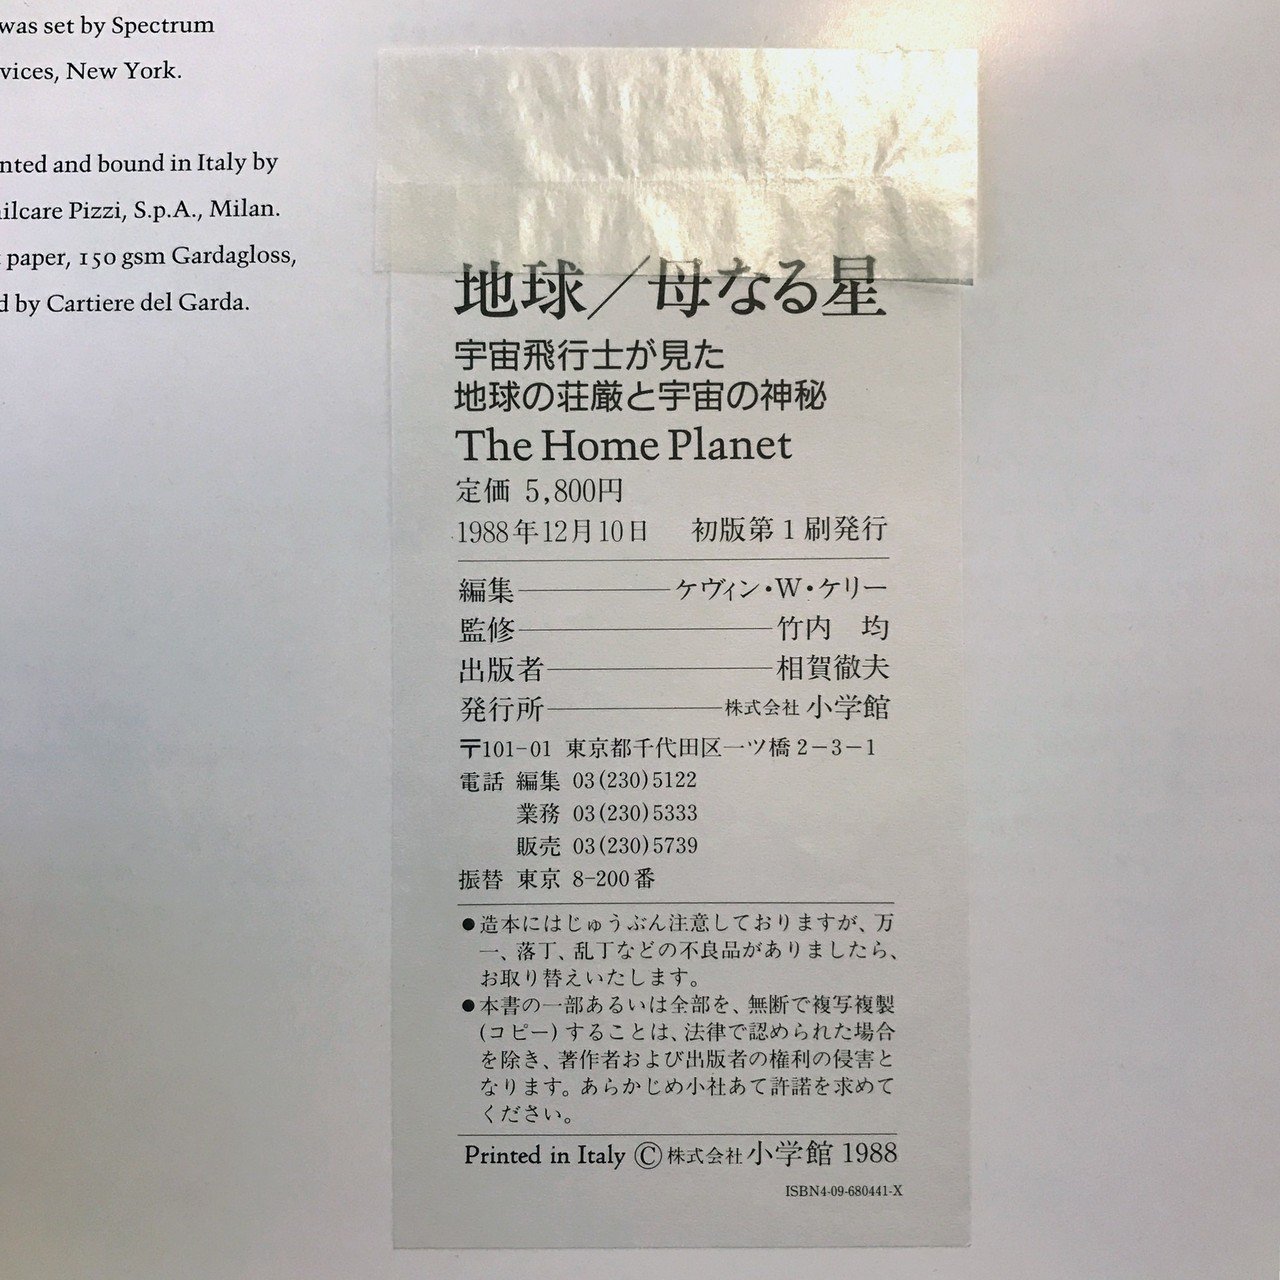 was set by Spectrum
vices, New York.
nted and bound in Italy by
ilcare Pizzi, S.p.A., Milan.
paper, 150 gsm Gardagloss,
d by Cartiere del Garda.
地球／母なる星
宇宙飛行士が見た
地球の荘厳と宇宙の神秘
The Home Planet
定価 5,800円
1988年12月10日　初版第1刷発行
編集―ケヴィン・W・ケリー
監修―竹内　均
出版者―相賀徹夫
発行所―株式会社 小学館
〒101-01 東京都千代田区一ツ橋2-3-1
電話 編集 03(230)5122
業務 03(230)5333
販売 03(230)5739
振替 東京 8-200番
●造本にはじゅうぶん注意しておりますが、万
一、落丁、乱丁などの不良品がありましたら、
お取り替えいたします。
●本書の一部あるいは全部を、無断で複写複製
(コピー)することは、法律で認められた場合
を除き、著作者および出版者の権利の侵害と
なります。あらかじめ小社あて許諾を求めて
ください。
Printed in Italy Ⓒ株式会社小学館 1988
ISBN4-09-680441-X